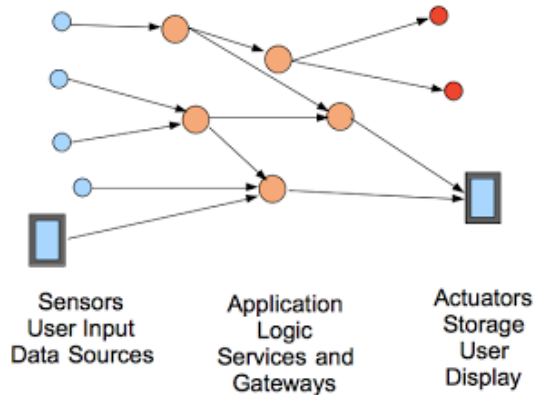 Sensors
User Input
Data Sources
Application
Logic
Services and
Gateways
Actuators
Storage
User
Display